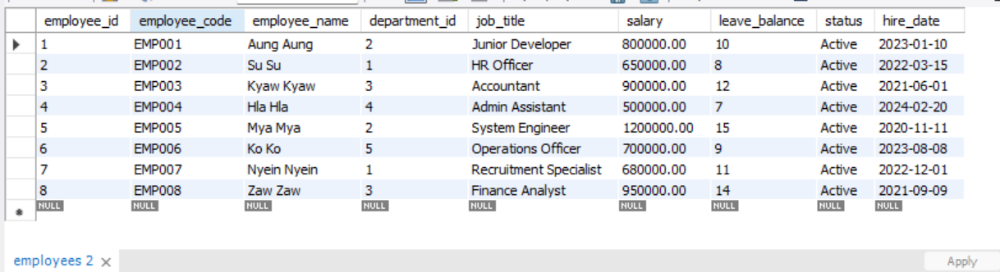 employee_id employee_code employee_name department_id job_title salary leave_balance status hire_date
1 EMP001 Aung Aung 2 Junior Developer 800000.00 10 Active 2023-01-10
2 EMP002 Su Su 1 HR Officer 650000.00 8 Active 2022-03-15
3 EMP003 Kyaw Kyaw 3 Accountant 900000.00 12 Active 2021-06-01
4 EMP004 Hla Hla 4 Admin Assistant 500000.00 7 Active 2024-02-20
5 EMP005 Mya Mya 2 System Engineer 1200000.00 15 Active 2020-11-11
6 EMP006 Ko Ko 5 Operations Officer 700000.00 9 Active 2023-08-08
7 EMP007 Nyein Nyein 1 Recruitment Specialist 680000.00 11 Active 2022-12-01
8 EMP008 Zaw Zaw 3 Finance Analyst 950000.00 14 Active 2021-09-09
NULL NULL NULL NULL NULL NULL NULL NULL NULL
employees 2 Apply